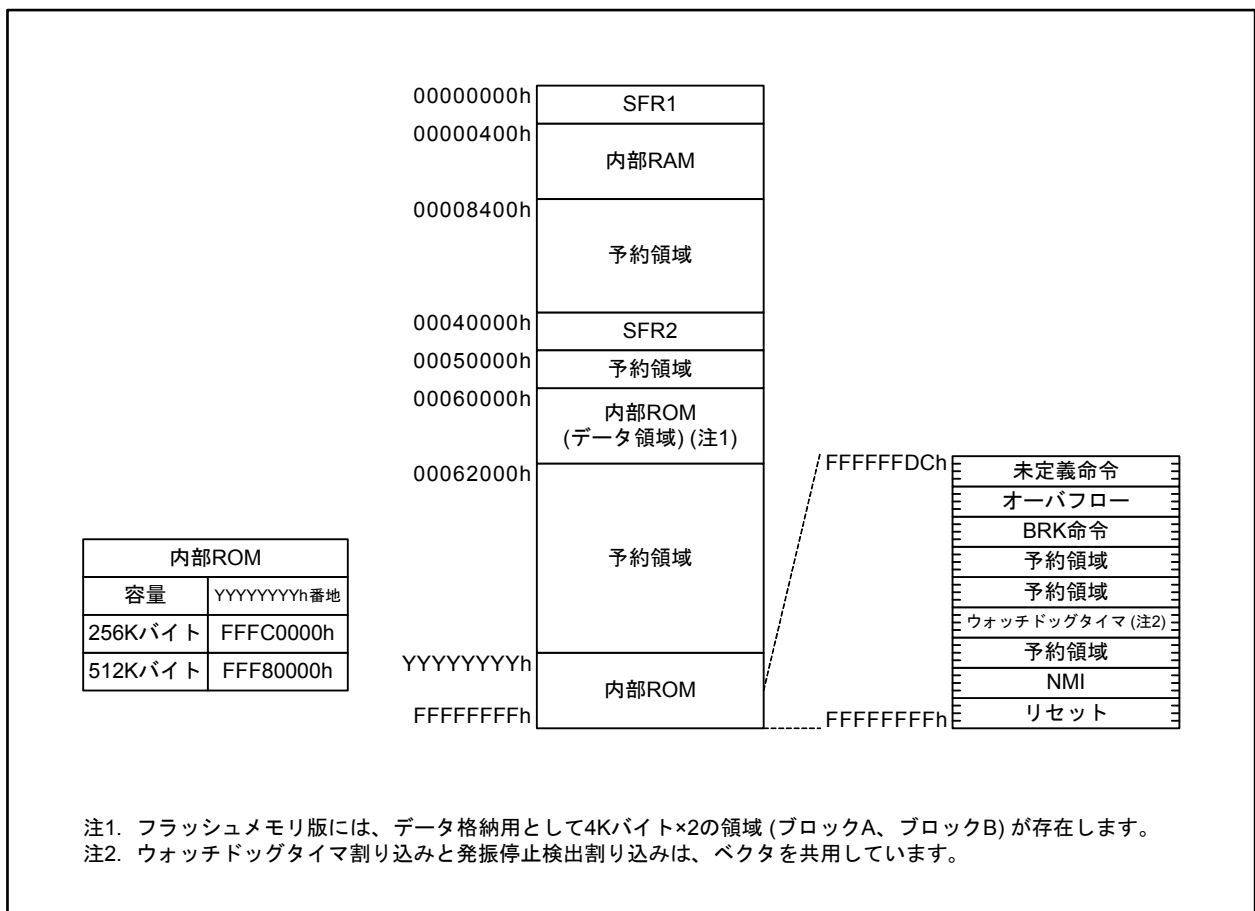 00000000h
SFR1
00000400h
内部RAM
00008400h
予約領域
00040000h
SFR2
00050000h
予約領域
00060000h
内部ROM
(データ領域) (注1)
00062000h
予約領域
YYYYYYYYh
内部ROM
FFFFFFFFh
内部ROM
容量 YYYYYYYYh番地
256Kバイト FFFC0000h
512Kバイト FFF80000h
FFFFFFDCh
未定義命令
オーバフロー
BRK命令
予約領域
予約領域
ウォッチドッグタイマ (注2)
予約領域
NMI
リセット
FFFFFFFFh
注1. フラッシュメモリ版には、データ格納用として4Kバイト×2の領域 (ブロックA、ブロックB) が存在します。
注2. ウォッチドッグタイマ割り込みと発振停止検出割り込みは、ベクタを共用しています。